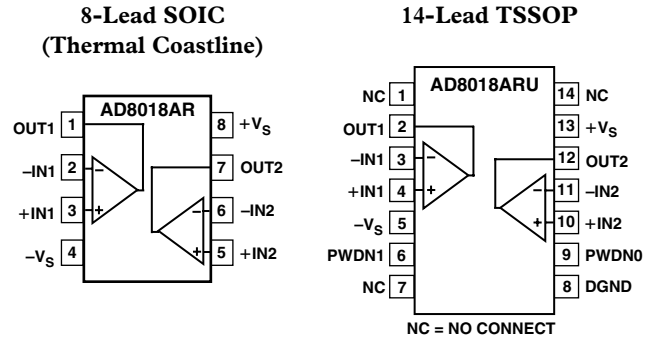 8-Lead SOIC
(Thermal Coastline)
AD8018AR
OUT1 1
8 +VS
–IN1 2
7 OUT2
+IN1 3
6 –IN2
–VS 4
5 +IN2
– +
– +
14-Lead TSSOP
AD8018ARU
NC 1
14 NC
OUT1 2
13 +VS
–IN1 3
12 OUT2
+IN1 4
11 –IN2
–VS 5
10 +IN2
PWDN1 6
9 PWDN0
NC 7
8 DGND
– +
– +
NC = NO CONNECT